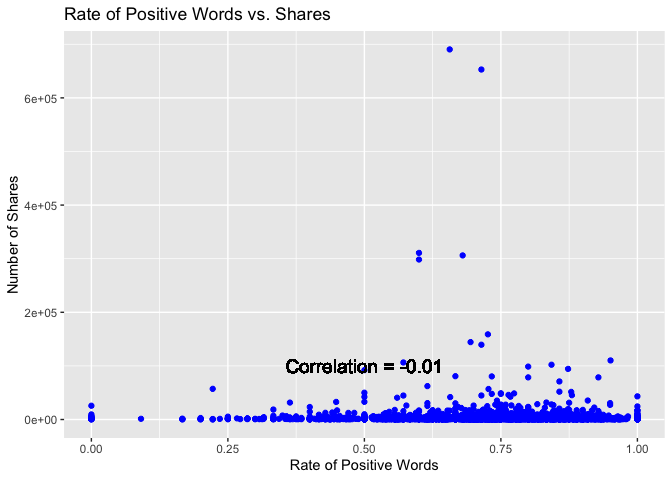 Rate of Positive Words vs. Shares
6e+05
4e+05
2e+05
0e+00
Number of Shares
Correlation = -0.01
0.00 0.25 0.50 0.75 1.00
Rate of Positive Words